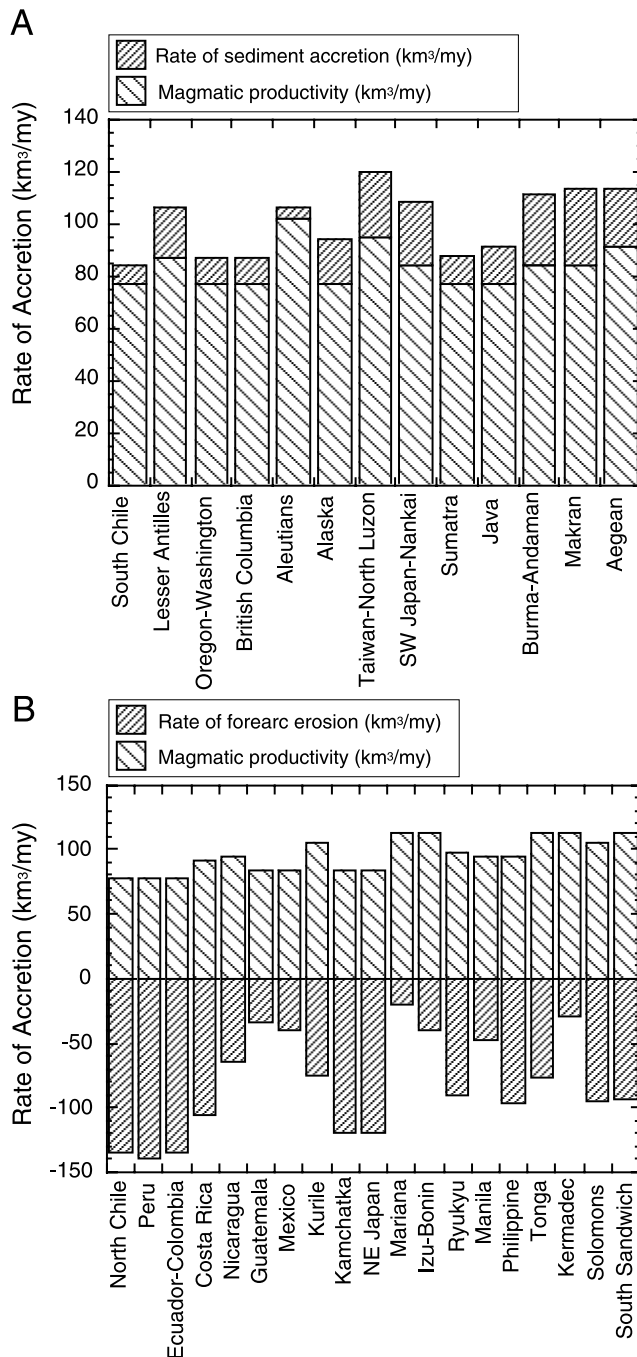 A
Rate of sediment accretion (km³/my)
Magmatic productivity (km³/my)
Rate of Accretion (km³/my)
140
120
100
80
60
40
20
0
South Chile
Lesser Antilles
Oregon-Washington
British Columbia
Aleutians
Alaska
Taiwan-North Luzon
SW Japan-Nankai
Sumatra
Java
Burma-Andaman
Makran
Aegean
B
Rate of forearc erosion (km³/my)
Magmatic productivity (km³/my)
Rate of Accretion (km³/my)
150
100
50
0
-50
-100
-150
North Chile
Peru
Ecuador-Colombia
Costa Rica
Nicaragua
Guatemala
Mexico
Kurile
Kamchatka
NE Japan
Mariana
Izu-Bonin
Ryukyu
Manila
Philippine
Tonga
Kermadec
Solomons
South Sandwich